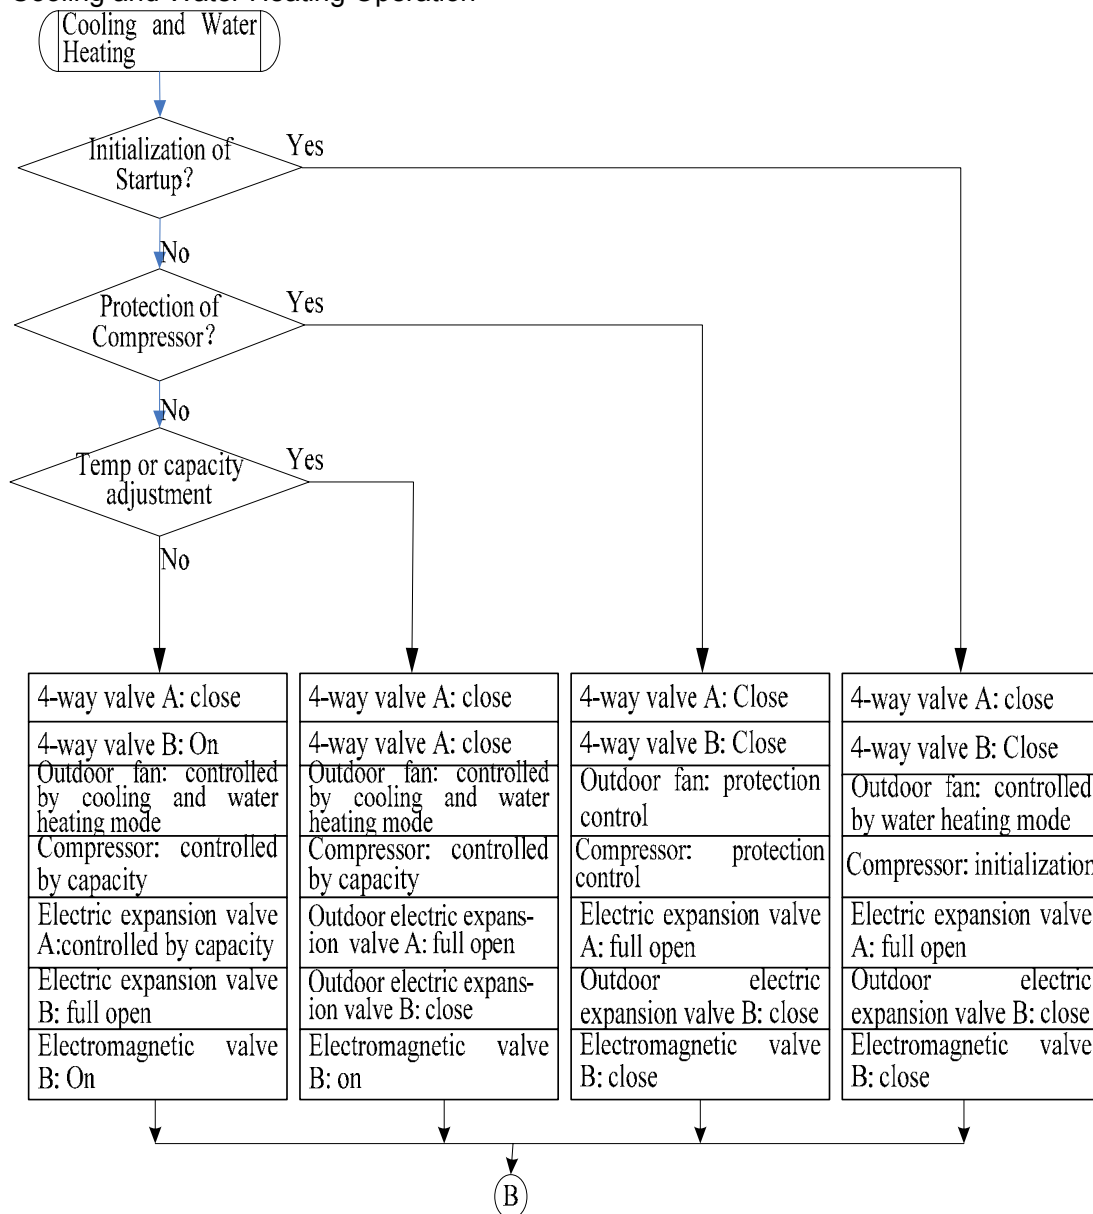 Cooling and Water Heating Operation
Cooling and Water
Heating
Initialization of
Startup?
Yes
No
Protection of
Compressor?
Yes
No
Temp or capacity
adjustment
Yes
No
4-way valve A: close
4-way valve B: On
Outdoor fan: controlled
by cooling and water
heating mode
Compressor: controlled
by capacity
Electric expansion valve
A:controlled by capacity
Electric expansion valve
B: full open
Electromagnetic valve
B: On
4-way valve A: close
4-way valve A: close
Outdoor fan: controlled
by cooling and water
heating mode
Compressor: controlled
by capacity
Outdoor electric expans-
ion valve A: full open
Outdoor electric expans-
ion valve B: close
Electromagnetic valve
B: on
4-way valve A: Close
4-way valve B: Close
Outdoor fan: protection
control
Compressor: protection
control
Electric expansion valve
A: full open
Outdoor electric
expansion valve B: close
Electromagnetic valve
B: close
4-way valve A: close
4-way valve B: Close
Outdoor fan: controlled
by water heating mode
Compressor: initialization
Electric expansion valve
A: full open
Outdoor electric
expansion valve B: close
Electromagnetic valve
B: close
B